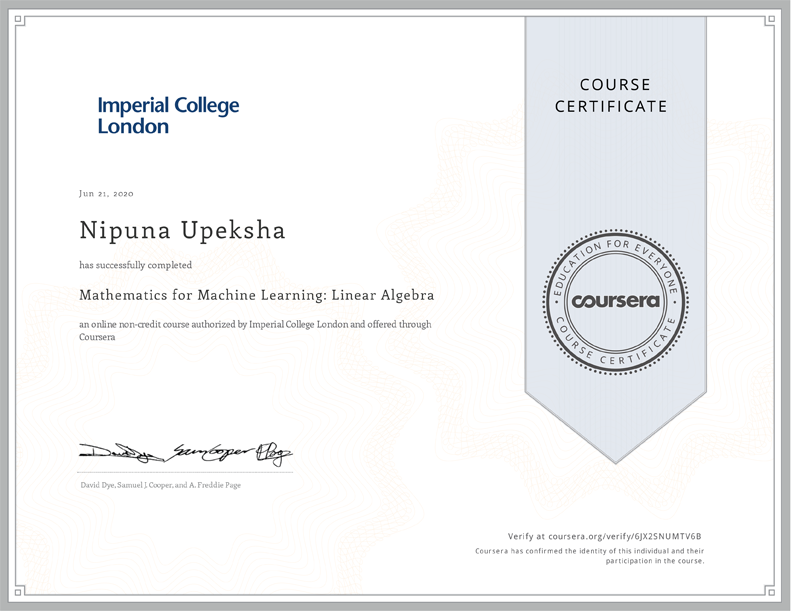 Imperial College
London
COURSE
CERTIFICATE
Jun 21, 2020
Nipuna Upeksha
has successfully completed
Mathematics for Machine Learning: Linear Algebra
an online non-credit course authorized by Imperial College London and offered through
Coursera
EDUCATION FOR EVERYONE
coursera
COURSE CERTIFICATE
David Dye, Samuel J. Cooper, and A. Freddie Page
Verify at coursera.org/verify/6JX2SNUMTV6B
Coursera has confirmed the identity of this individual and their
participation in the course.